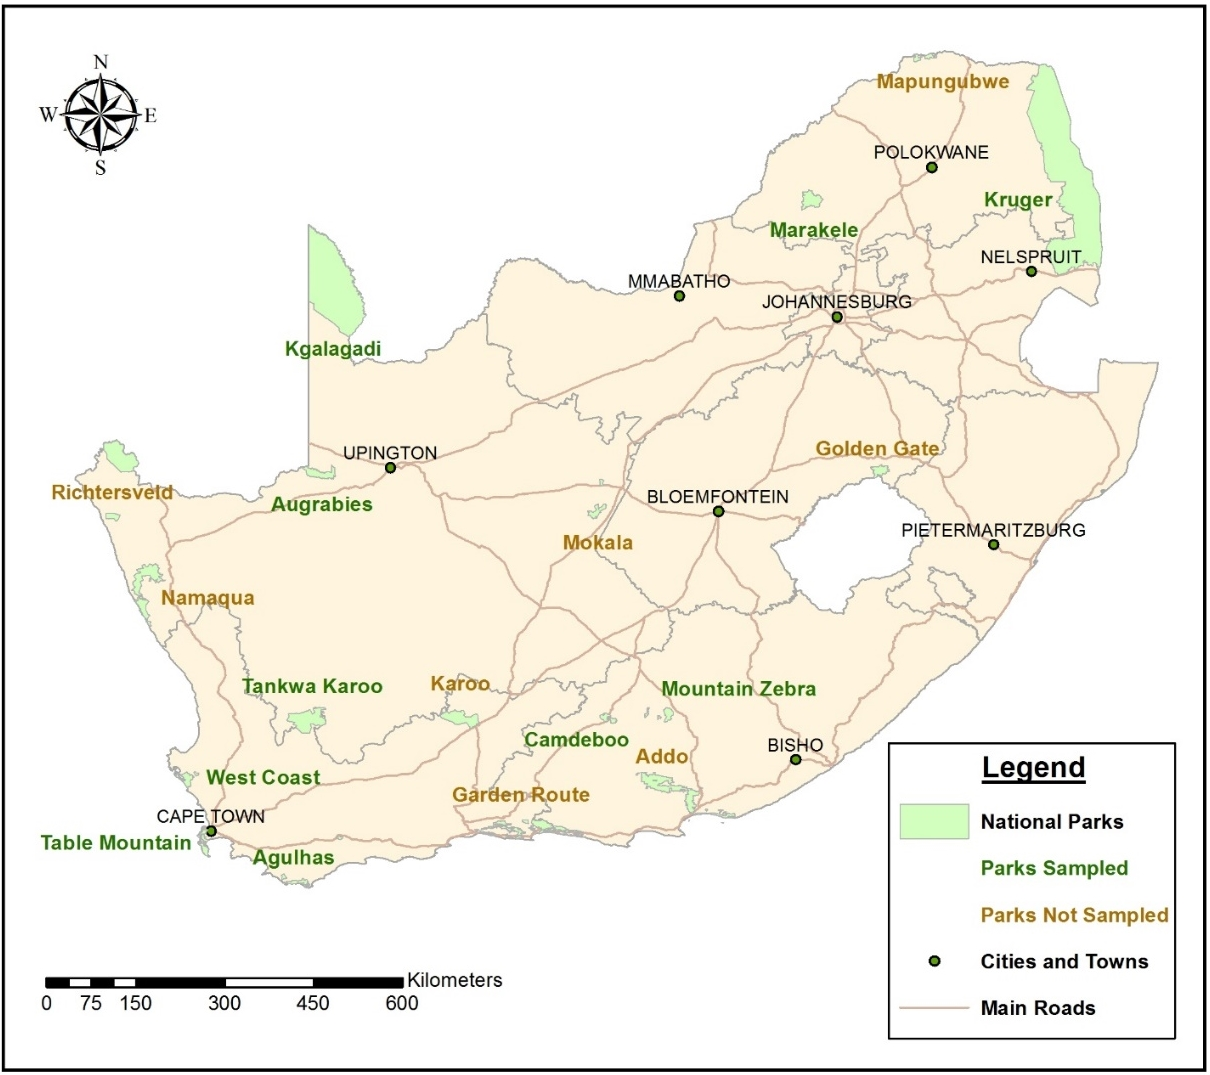 N
W E
S
Mapungubwe
POLOKWANE
Kruger
Marakele
NELSPRUIT
MMABATHO
JOHANNESBURG
Kgalagadi
UPINGTON
Golden Gate
Richtersveld
Augrabies
BLOEMFONTEIN
PIETERMARITZBURG
Mokala
Namaqua
Tankwa Karoo
Karoo
Mountain Zebra
Camdeboo
Addo
BISHO
West Coast
Garden Route
CAPE TOWN
Table Mountain
Agulhas
Legend
National Parks
Parks Sampled
Parks Not Sampled
Cities and Towns
Main Roads
Kilometers
0 75 150 300 450 600